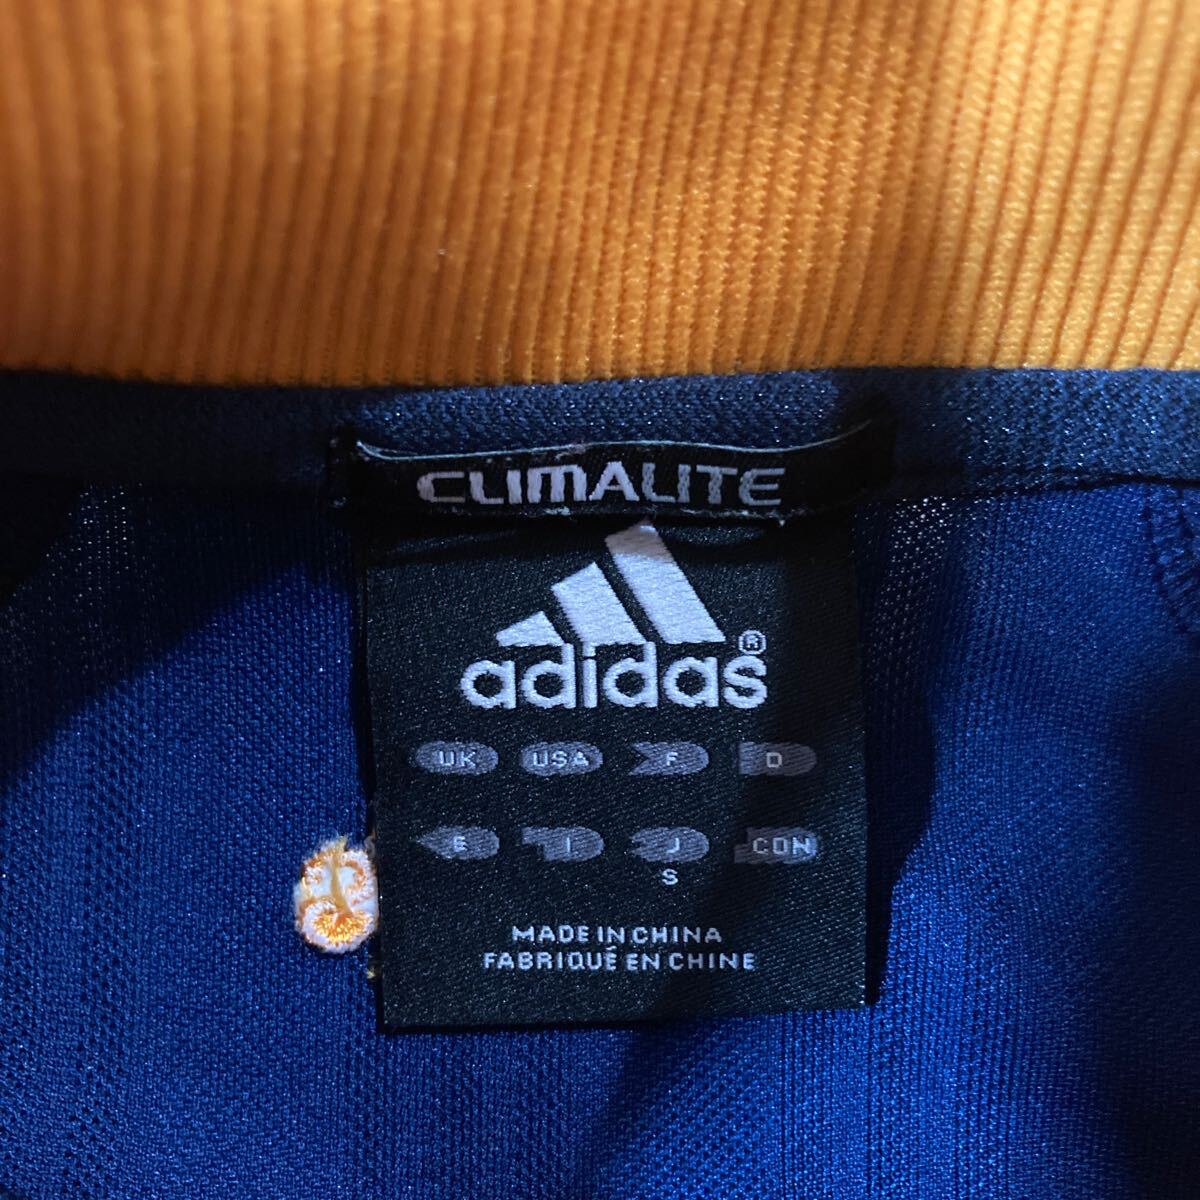 CLIMALITE
adidas®
UK USA F D
E I J CON
S
MADE IN CHINA
FABRIQUÉ EN CHINE